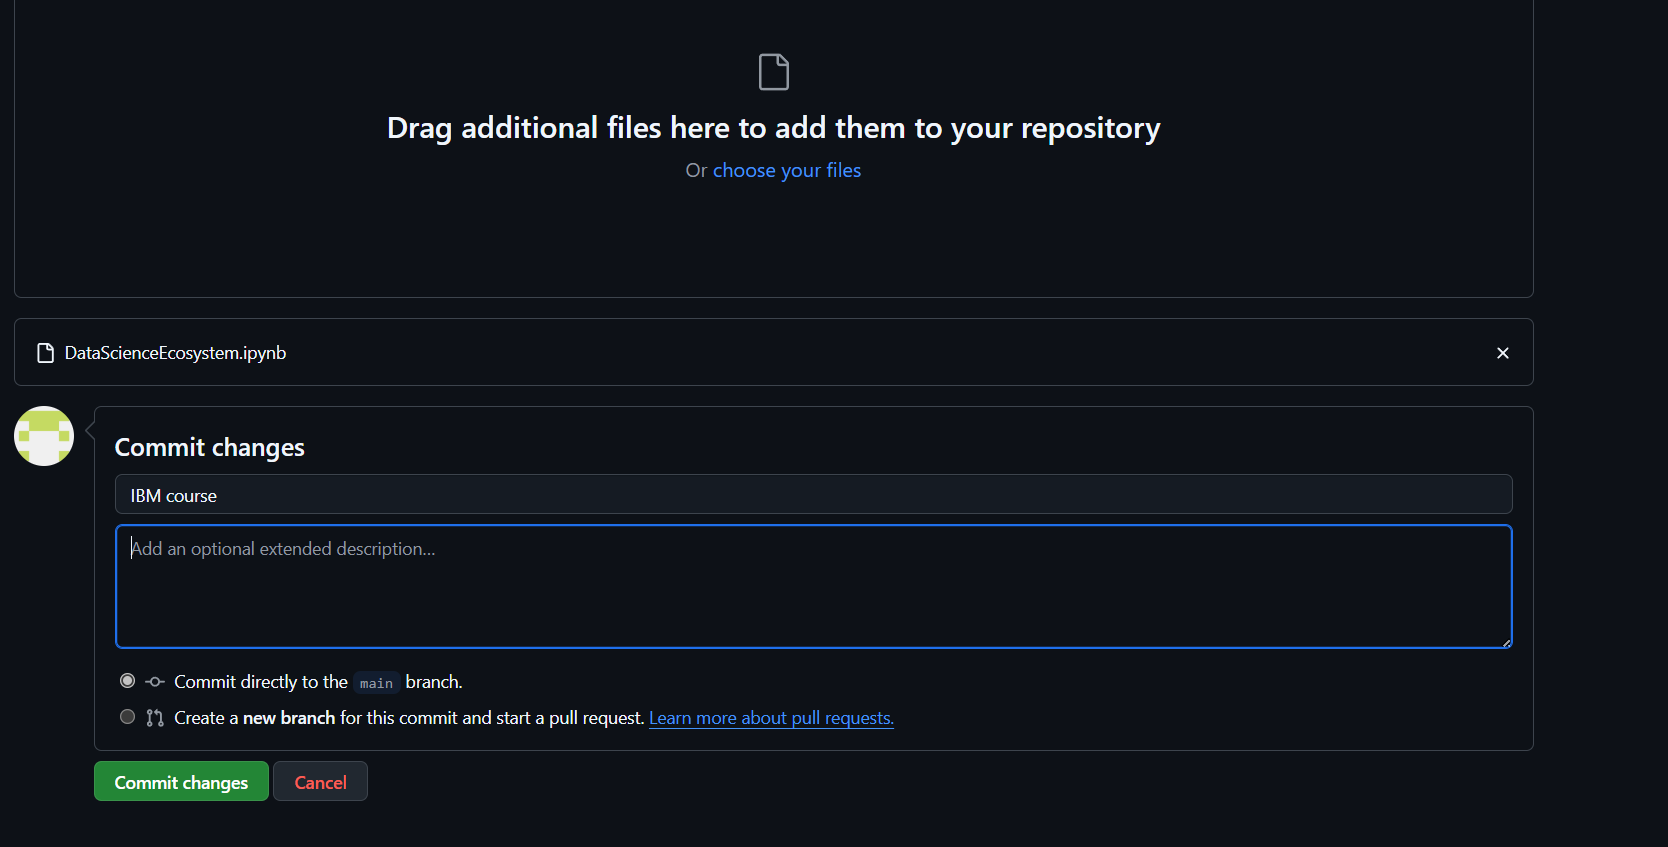 Drag additional files here to add them to your repository
Or choose your files
DataScienceEcosystem.ipynb
Commit changes
IBM course
Add an optional extended description...
Commit directly to the main branch.
Create a new branch for this commit and start a pull request. Learn more about pull requests.
Commit changes Cancel